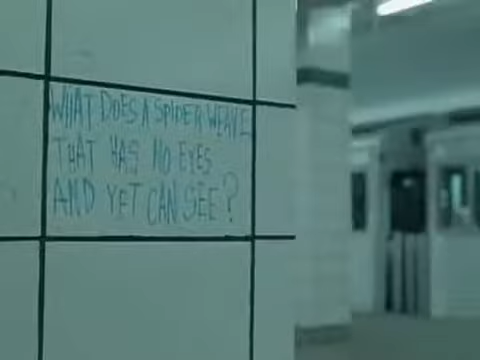 WHAT DOES A SPIDER WEAVE
THAT HAS NO EYES
AND YET CAN SEE?